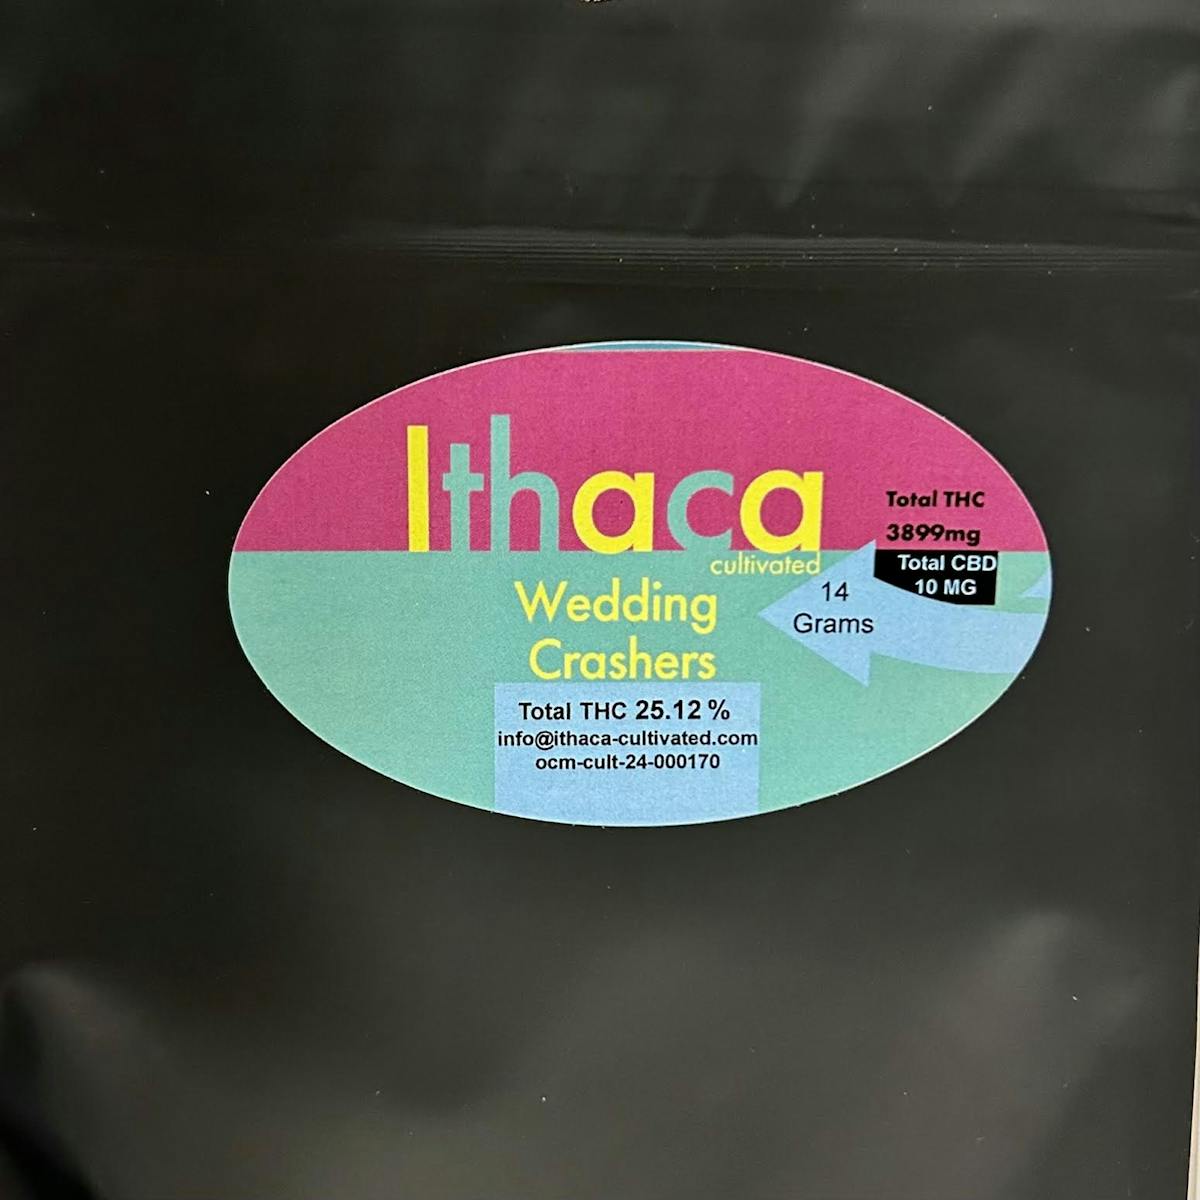 Ithaca
cultivated
Total THC
3899mg
Total CBD
10 MG
14
Grams
Wedding
Crashers
Total THC 25.12 %
info@ithaca-cultivated.com
ocm-cult-24-000170